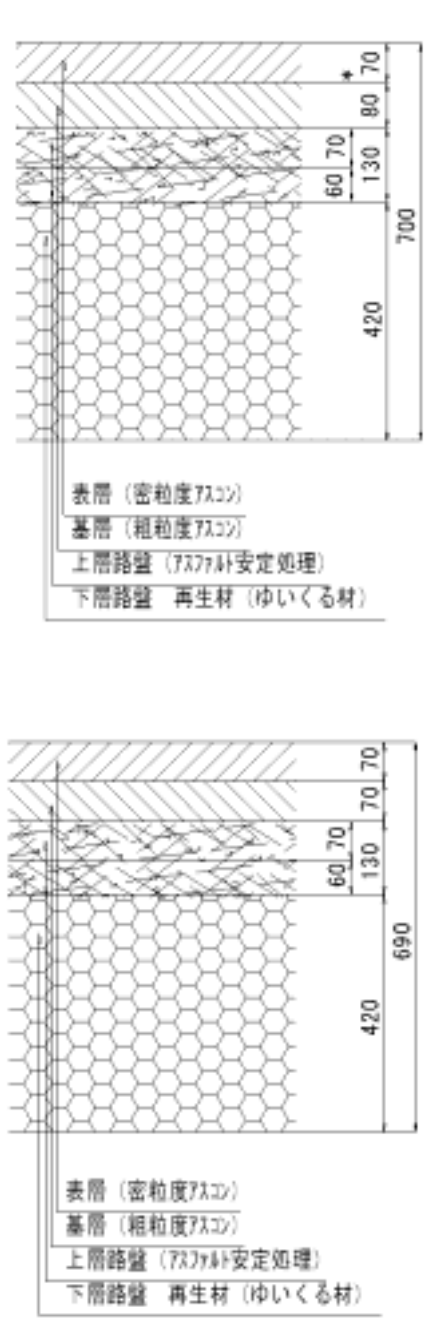 * 70
80
70
130
60
700
420
表層（密粒度ｱｽｺﾝ）
基層（粗粒度ｱｽｺﾝ）
上層路盤（ｱｽﾌｧﾙﾄ安定処理）
下層路盤　再生材（ゆいくる材）
70
70
70
130
60
690
420
表層（密粒度ｱｽｺﾝ）
基層（粗粒度ｱｽｺﾝ）
上層路盤（ｱｽﾌｧﾙﾄ安定処理）
下層路盤　再生材（ゆいくる材）